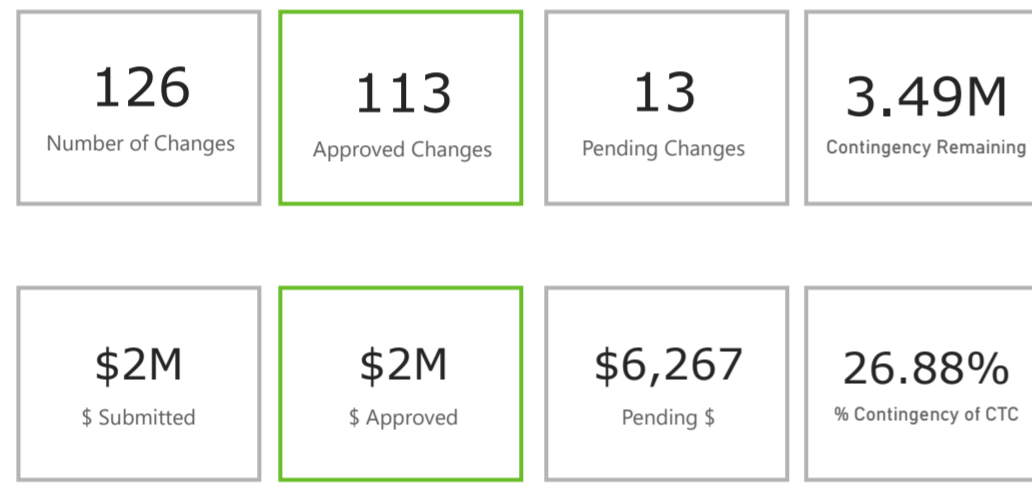 126
Number of Changes
113
Approved Changes
13
Pending Changes
3.49M
Contingency Remaining
$2M
$ Submitted
$2M
$ Approved
$6,267
Pending $
26.88%
% Contingency of CTC